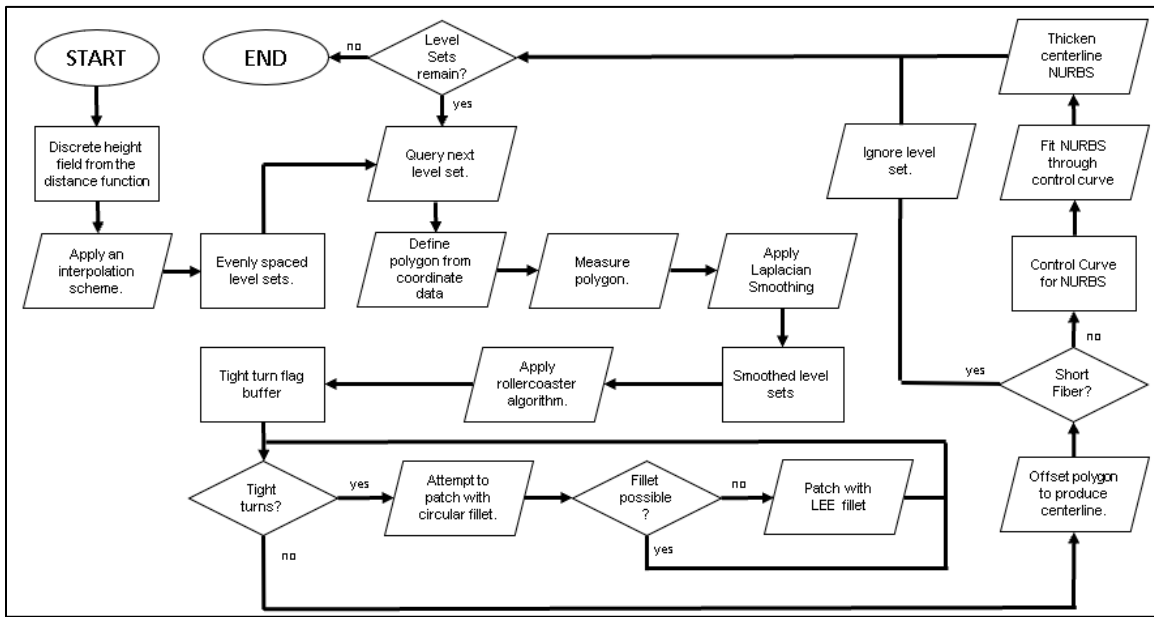 START
END
no
Level
Sets
remain?
yes
Thicken
centerline
NURBS
Discrete height
field from the
distance function
Query next
level set.
Ignore level
set.
Fit NURBS
through
control curve
Apply an
interpolation
scheme.
Evenly spaced
level sets.
Define
polygon from
coordinate
data
Measure
polygon.
Apply
Laplacian
Smoothing
Control Curve
for NURBS
no
Tight turn flag
buffer
Apply
rollercoaster
algorithm.
Smoothed level
sets
yes
Short
Fiber?
Tight
turns?
yes
Attempt to
patch with
circular fillet.
Fillet
possible
?
no
Patch with
LEE fillet
Offset polygon
to produce
centerline.
no
yes